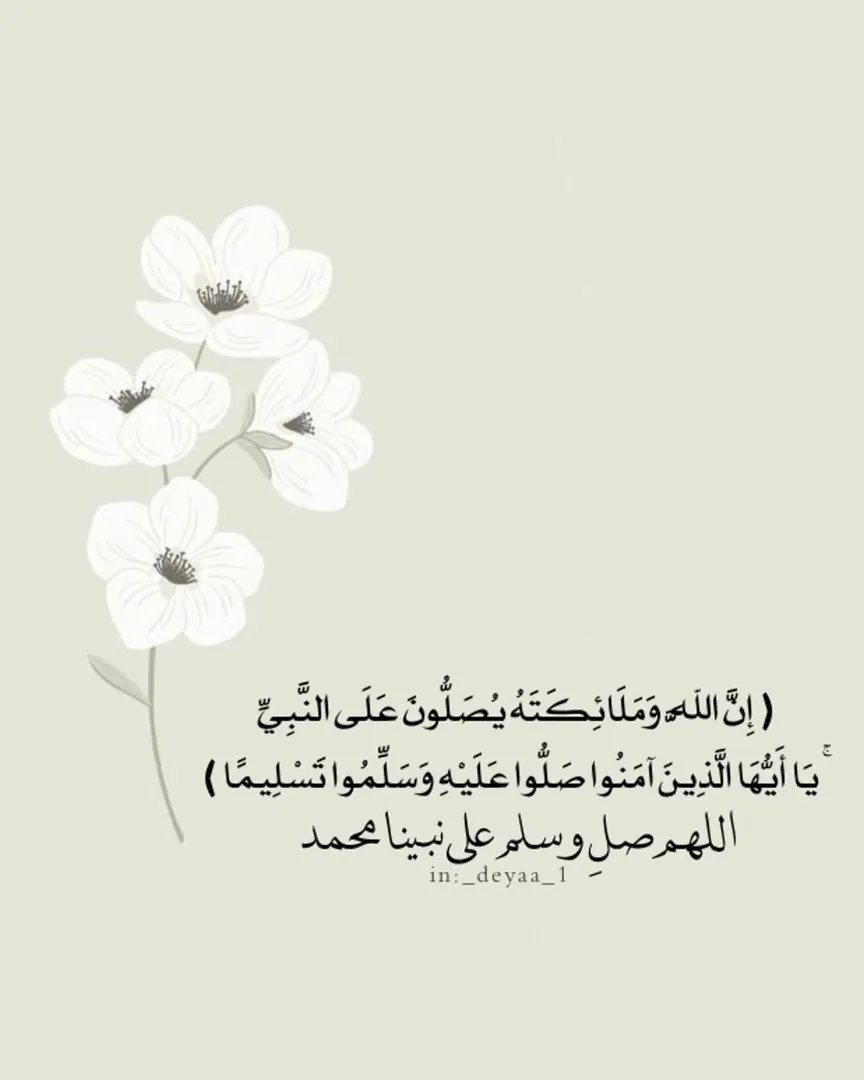 ( إِنَّ اللَّهَ وَمَلَائِكَتَهُ يُصَلُّونَ عَلَى النَّبِيِّ
ۚ يَا أَيُّهَا الَّذِينَ آمَنُوا صَلُّوا عَلَيْهِ وَسَلِّمُوا تَسْلِيمًا )
اللهم صلِ وسلم على نبينا محمد
in:_deyaa_1